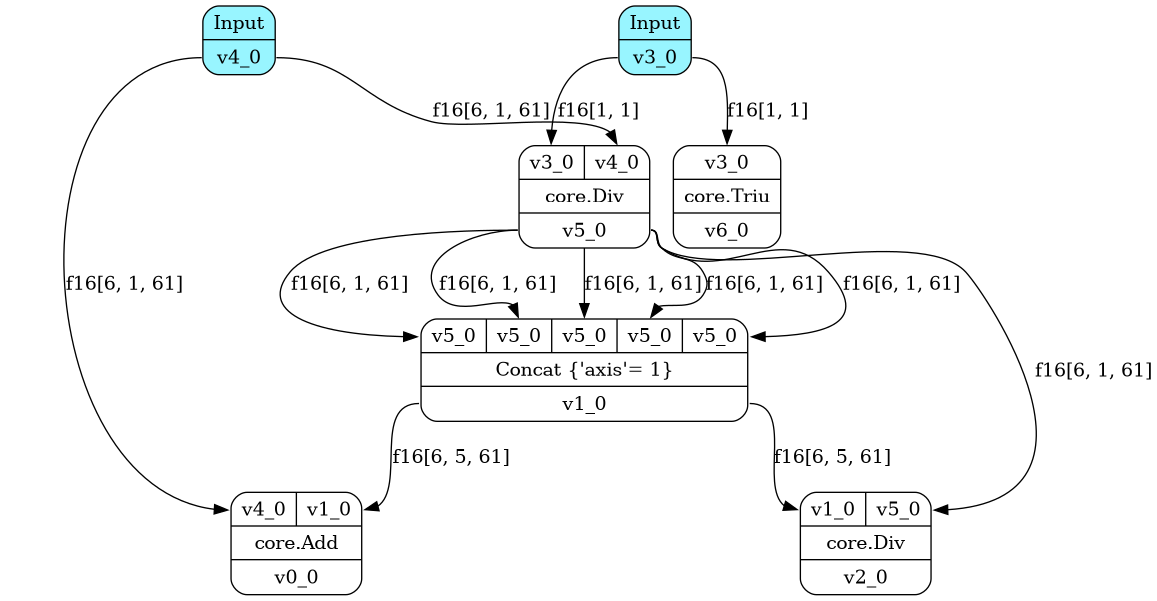 Input
v4_0
Input
v3_0
f16[6, 1, 61]
f16[1, 1]
f16[1, 1]
v3_0
v4_0
core.Div
v5_0
v3_0
core.Triu
v6_0
f16[6, 1, 61]
f16[6, 1, 61]
f16[6, 1, 61]
f16[6, 1, 61]
f16[6, 1, 61]
f16[6, 1, 61]
v5_0
v5_0
v5_0
v5_0
v5_0
Concat {'axis'= 1}
v1_0
f16[6, 1, 61]
f16[6, 5, 61]
f16[6, 5, 61]
v4_0
v1_0
core.Add
v0_0
v1_0
v5_0
core.Div
v2_0